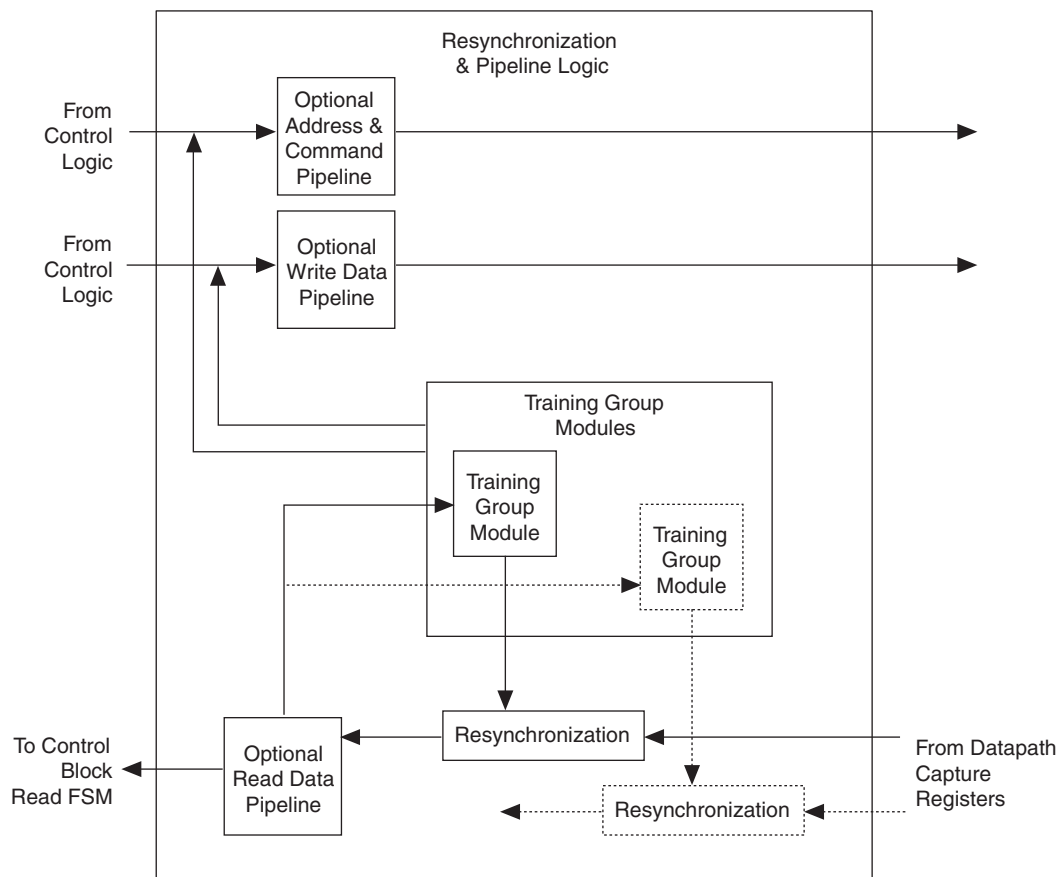 Resynchronization
& Pipeline Logic
From
Control
Logic
Optional
Address &
Command
Pipeline
From
Control
Logic
Optional
Write Data
Pipeline
Training Group
Modules
Training
Group
Module
Training
Group
Module
To Control
Block
Read FSM
Optional
Read Data
Pipeline
Resynchronization
From Datapath
Capture
Registers
Resynchronization